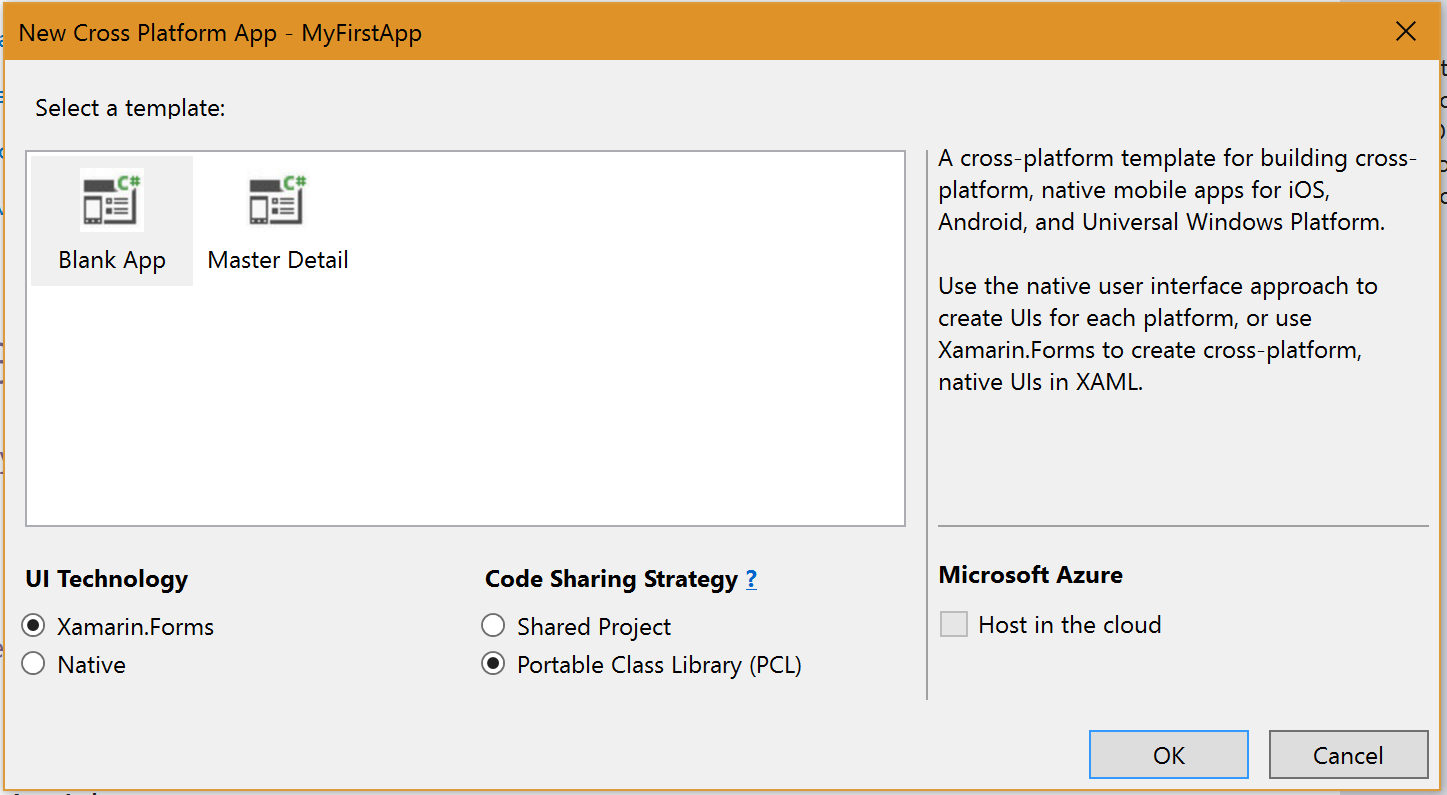 New Cross Platform App - MyFirstApp
Select a template:
C#
Blank App
C#
Master Detail
A cross-platform template for building cross-
platform, native mobile apps for iOS,
Android, and Universal Windows Platform.
Use the native user interface approach to
create UIs for each platform, or use
Xamarin.Forms to create cross-platform,
native UIs in XAML.
UI Technology
Xamarin.Forms
Native
Code Sharing Strategy ?
Shared Project
Portable Class Library (PCL)
Microsoft Azure
Host in the cloud
OK
Cancel